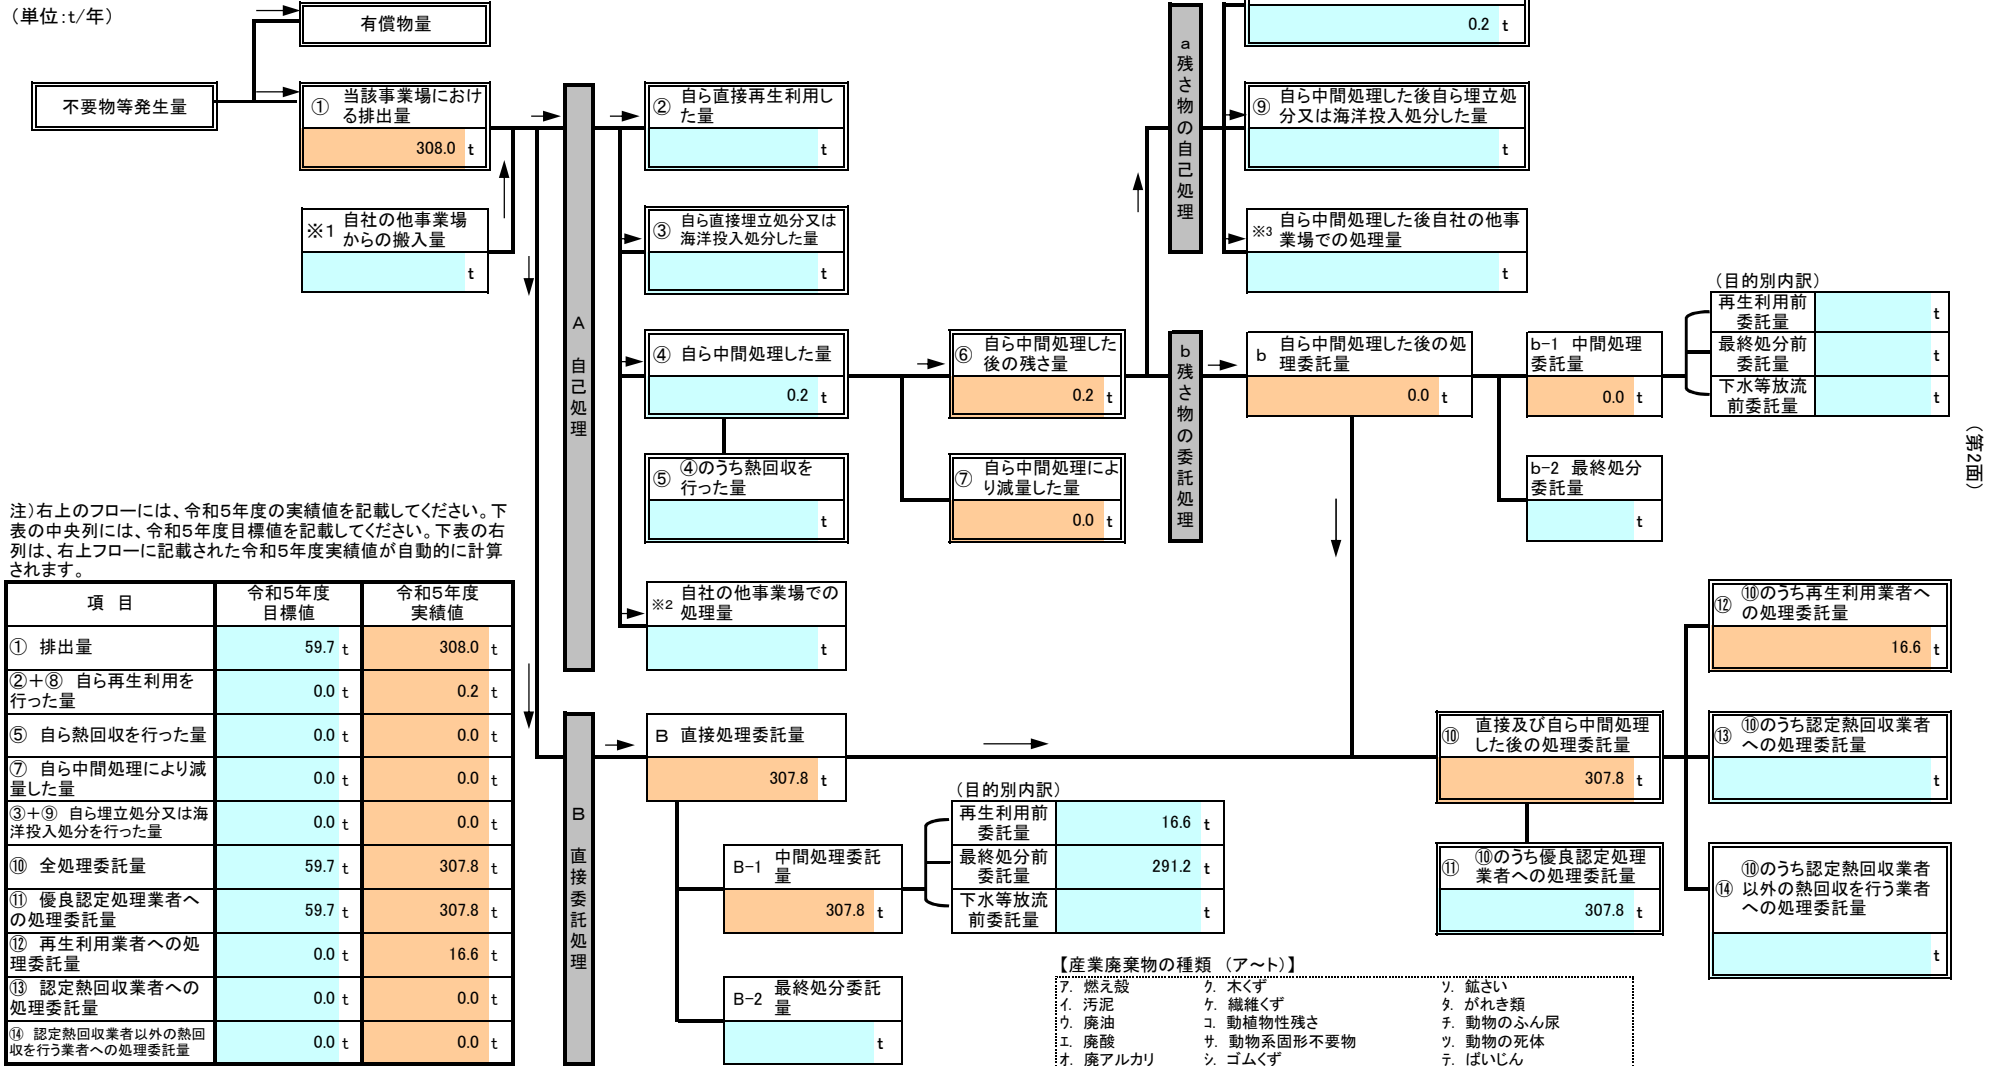 (単位:t/年)
有償物量
不要物等発生量
① 当該事業場におけ
る排出量
308.0 t
※1 自社の他事業場
からの搬入量
t
A 自己処理
② 自ら直接再生利用し
た量
t
③ 自ら直接埋立処分又は
海洋投入処分した量
t
④ 自ら中間処理した量
0.2 t
⑤ ④のうち熱回収を
行った量
t
※2 自社の他事業場での
処理量
t
⑥ 自ら中間処理した
後の残さ量
0.2 t
⑦ 自ら中間処理によ
り減量した量
0.0 t
a 残さ物の自己処理
0.2 t
⑨ 自ら中間処理した後自ら埋立処
分又は海洋投入処分した量
t
※3 自ら中間処理した後自社の他事
業場での処理量
t
b 残さ物の委託処理
b 自ら中間処理した後の処
理委託量
0.0 t
b-1 中間処理
委託量
0.0 t
b-2 最終処分
委託量
t
(目的別内訳)
再生利用前
委託量
t
最終処分前
委託量
t
下水等放流
前委託量
t
(第2面)
注)右上のフローには、令和5年度の実績値を記載してください。下
表の中央列には、令和5年度目標値を記載してください。下表の右
列は、右上フローに記載された令和5年度実績値が自動的に計算
されます。
項 目
令和5年度
目標値
令和5年度
実績値
① 排出量 59.7 t 308.0 t
②+⑧ 自ら再生利用を
行った量
0.0 t 0.2 t
⑤ 自ら熱回収を行った量 0.0 t 0.0 t
⑦ 自ら中間処理により減
量した量
0.0 t 0.0 t
③+⑨ 自ら埋立処分又は海
洋投入処分を行った量
0.0 t 0.0 t
⑩ 全処理委託量 59.7 t 307.8 t
⑪ 優良認定処理業者へ
の処理委託量
59.7 t 307.8 t
⑫ 再生利用業者への処
理委託量
0.0 t 16.6 t
⑬ 認定熱回収業者への
処理委託量
0.0 t 0.0 t
⑭ 認定熱回収業者以外の熱回
収を行う業者への処理委託量
0.0 t 0.0 t
B 直接委託処理
B 直接処理委託量
307.8 t
B-1 中間処理委託
量
307.8 t
B-2 最終処分委託
量
t
(目的別内訳)
再生利用前
委託量
16.6 t
最終処分前
委託量
291.2 t
下水等放流
前委託量
t
⑩ 直接及び自ら中間処理
した後の処理委託量
307.8 t
⑪ ⑩のうち優良認定処理
業者への処理委託量
307.8 t
⑫ ⑩のうち再生利用業者へ
の処理委託量
16.6 t
⑬ ⑩のうち認定熱回収業者
への処理委託量
t
⑭ ⑩のうち認定熱回収業者
以外の熱回収を行う業者
への処理委託量
t
【産業廃棄物の種類 (ア～ト)】
ア. 燃え殻 ク. 木くず ソ. 鉱さい
イ. 汚泥 ケ. 繊維くず タ. がれき類
ウ. 廃油 コ. 動植物性残さ チ. 動物のふん尿
エ. 廃酸 サ. 動物系固形不要物 ツ. 動物の死体
オ. 廃アルカリ シ. ゴムくず テ. ばいじん